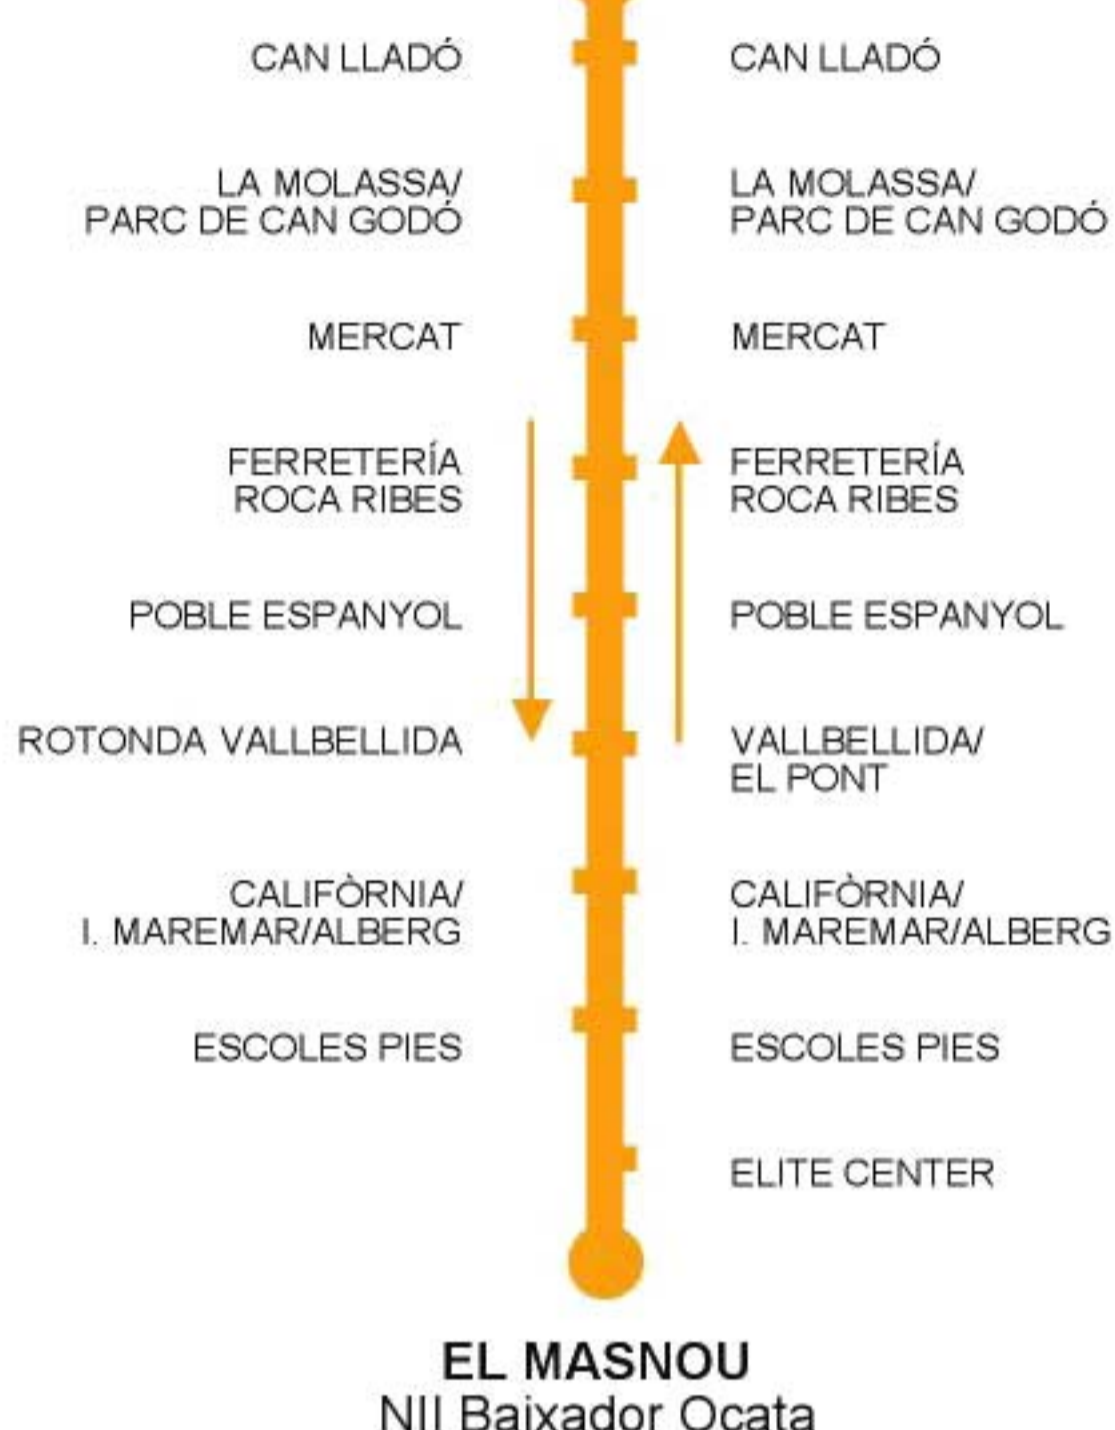 CAN LLADÓ
CAN LLADÓ
LA MOLASSA/
PARC DE CAN GODÓ
LA MOLASSA/
PARC DE CAN GODÓ
MERCAT
MERCAT
FERRETERÍA
ROCA RIBES
FERRETERÍA
ROCA RIBES
POBLE ESPANYOL
POBLE ESPANYOL
ROTONDA VALLBELLIDA
VALLBELLIDA/
EL PONT
CALIFÒRNIA/
I. MAREMAR/ALBERG
CALIFÒRNIA/
I. MAREMAR/ALBERG
ESCOLES PIES
ESCOLES PIES
ELITE CENTER
EL MASNOU
NII Baixador Ocata